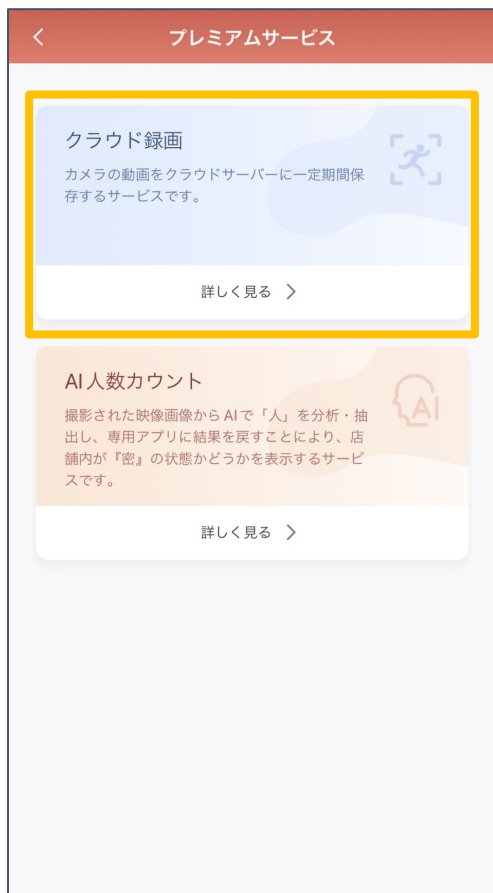 プレミアムサービス
クラウド録画
カメラの動画をクラウドサーバーに一定期間保
存するサービスです。
詳しく見る
AI人数カウント
撮影された映像画像からAIで「人」を分析・抽
出し、専用アプリに結果を戻すことにより、店
舗内が『密』の状態かどうかを表示するサービ
スです。
AI
詳しく見る